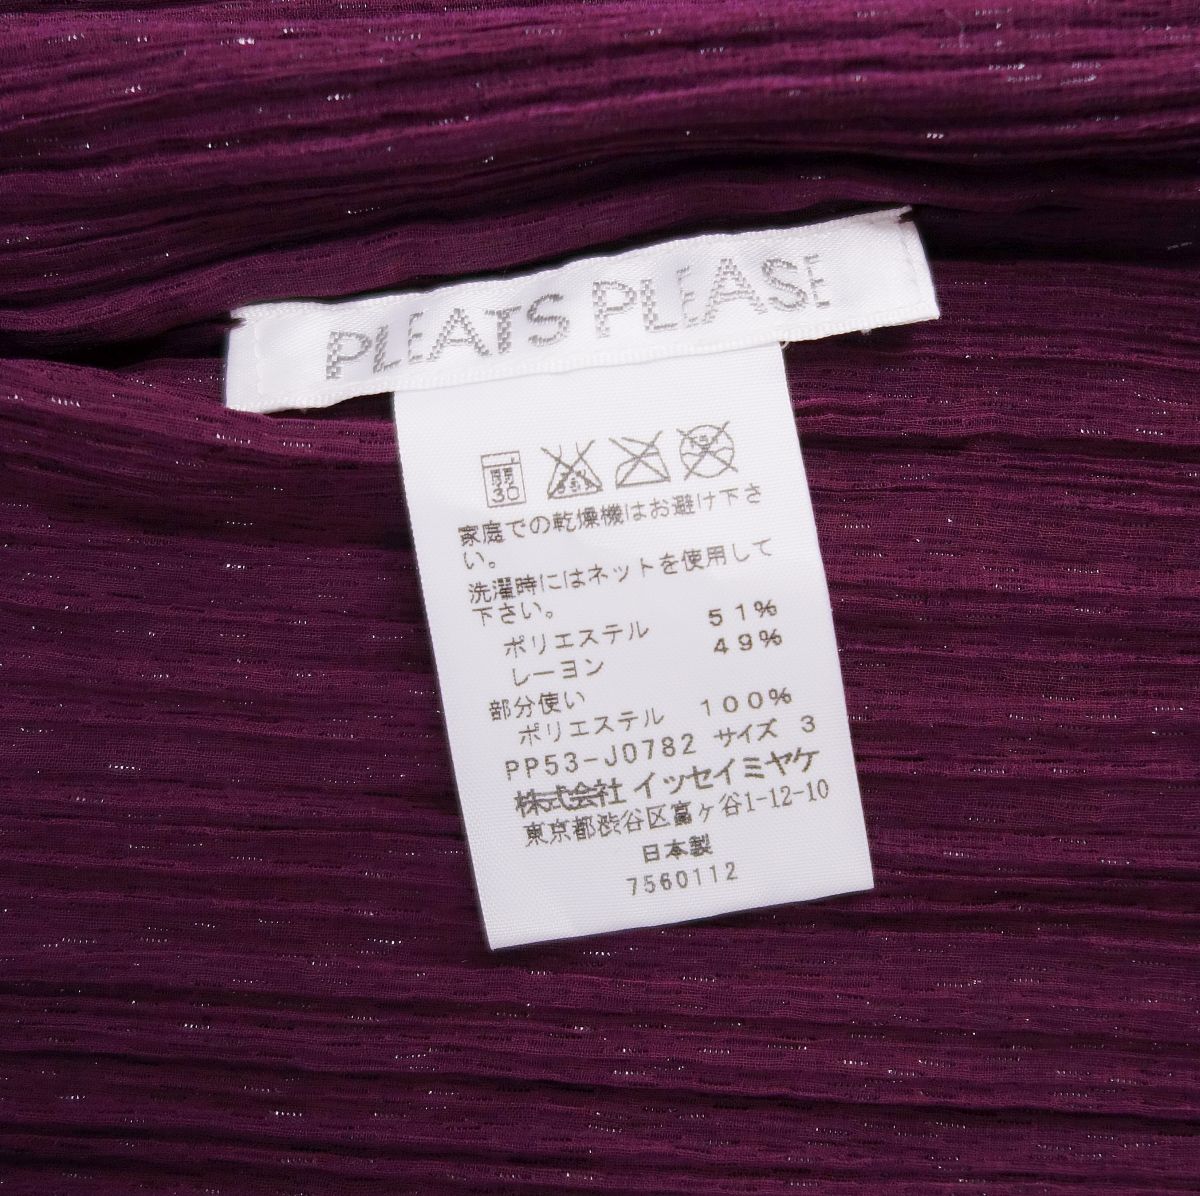 PLEATS PLEASE
弱
30
家庭での乾燥機はお避け下さ
い。
洗濯時にはネットを使用して
下さい。
ポリエステル 51%
レーヨン 49%
部分使い
ポリエステル 100%
PP53-J0782 サイズ 3
株式会社 イッセイミヤケ
東京都渋谷区富ヶ谷1-12-10
日本製
7560112